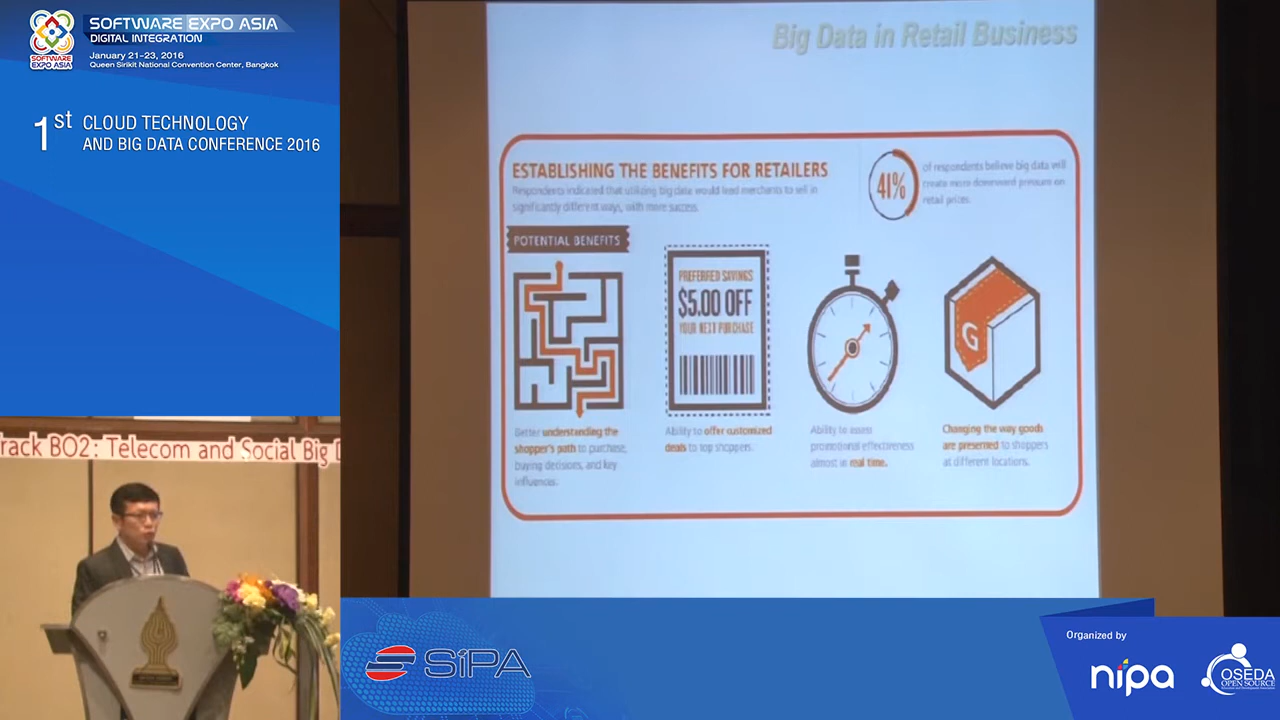 SOFTWARE EXPO ASIA
DIGITAL INTEGRATION
January 21-23, 2016
Queen Sirikit National Convention Center, Bangkok
SOFTWARE
EXPO ASIA
1st CLOUD TECHNOLOGY
AND BIG DATA CONFERENCE 2016
Big Data in Retail Business
ESTABLISHING THE BENEFITS FOR RETAILERS
Respondents indicated that utilizing big data would lead merchants to sell in
significantly different ways, with more success.
41%
of respondents believe big data will
create more downward pressure on
retail prices.
POTENTIAL BENEFITS
PREFERRED SAVINGS
$5.00 OFF
YOUR NEXT PURCHASE
G
Better understanding the
shopper's path to purchase,
buying decisions, and key
influences.
Ability to offer customized
deals to top shoppers.
Ability to assess
promotional effectiveness
almost in real time.
Changing the way goods
are presented to shoppers
at different locations.
rack BO2: Telecom and Social Big
SiPA
Organized by
nipa
OSEDA
OPEN SOURCE